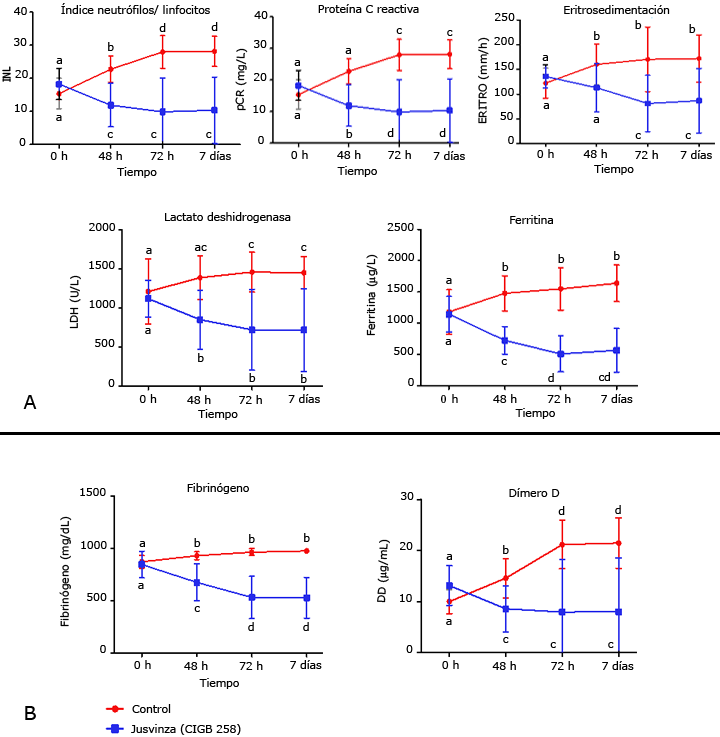 Índice neutrófilos/ linfocitos
INL
40
30
20
10
0
a
b
d
d
a
c
c
c
0 h
48 h
72 h
7 días
Tiempo
Proteína C reactiva
pCR (mg/L)
40
30
20
10
0
a
a
c
c
a
b
d
d
0 h
48 h
72 h
7 días
Tiempo
Eritrosedimentación
ERITRO (mm/h)
250
200
150
100
50
0
a
b
b
b
a
a
c
c
0 h
48 h
72 h
7 días
Tiempo
Lactato deshidrogenasa
LDH (U/L)
2000
1500
1000
500
0
a
ac
c
c
a
b
b
b
0 h
48 h
72 h
7 días
Tiempo
Ferritina
Ferritina (µg/L)
2500
2000
1500
1000
500
0
a
b
b
b
a
c
d
cd
0 h
48 h
72 h
7 días
Tiempo
A
Fibrinógeno
Fibrinógeno (mg/dL)
1500
1000
500
0
a
b
b
b
a
c
d
d
0 h
48 h
72 h
7 días
Tiempo
Dímero D
DD (µg/mL)
30
20
10
0
a
b
d
d
a
c
c
c
0 h
48 h
72 h
7 días
Tiempo
B
Control
Jusvinza (CIGB 258)